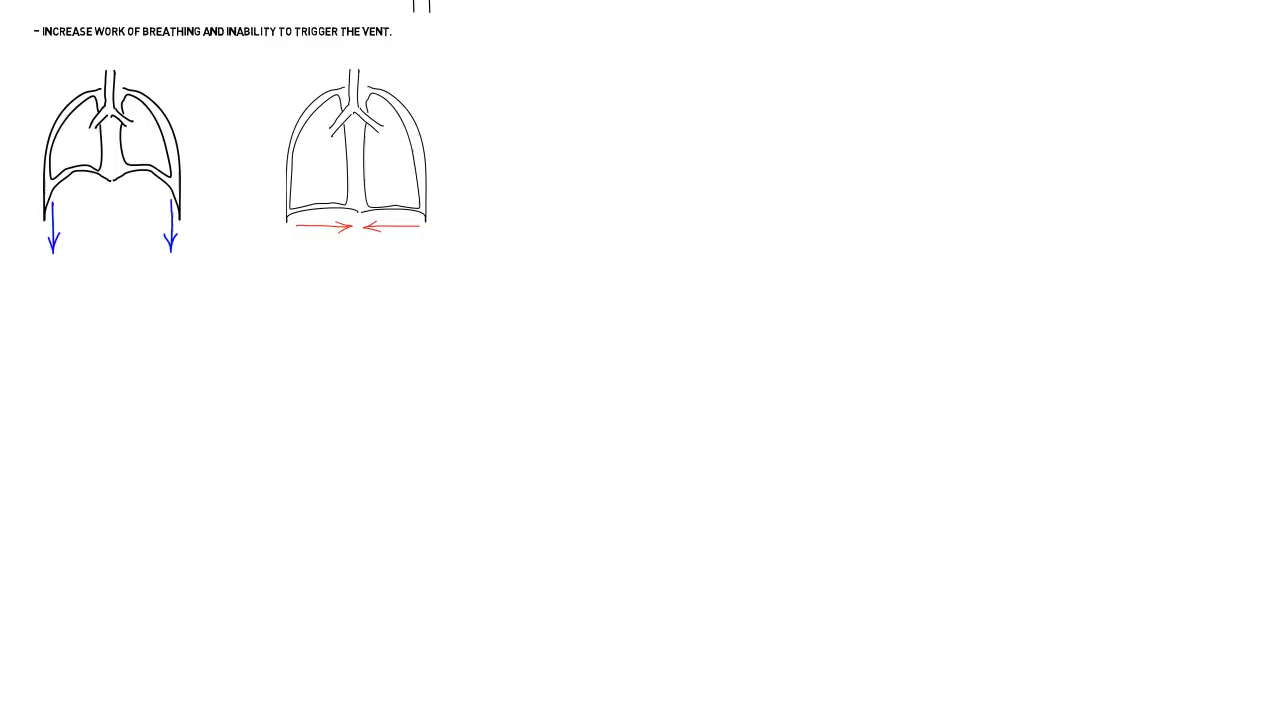 - INCREASE WORK OF BREATHING AND INABILITY TO TRIGGER THE VENT.